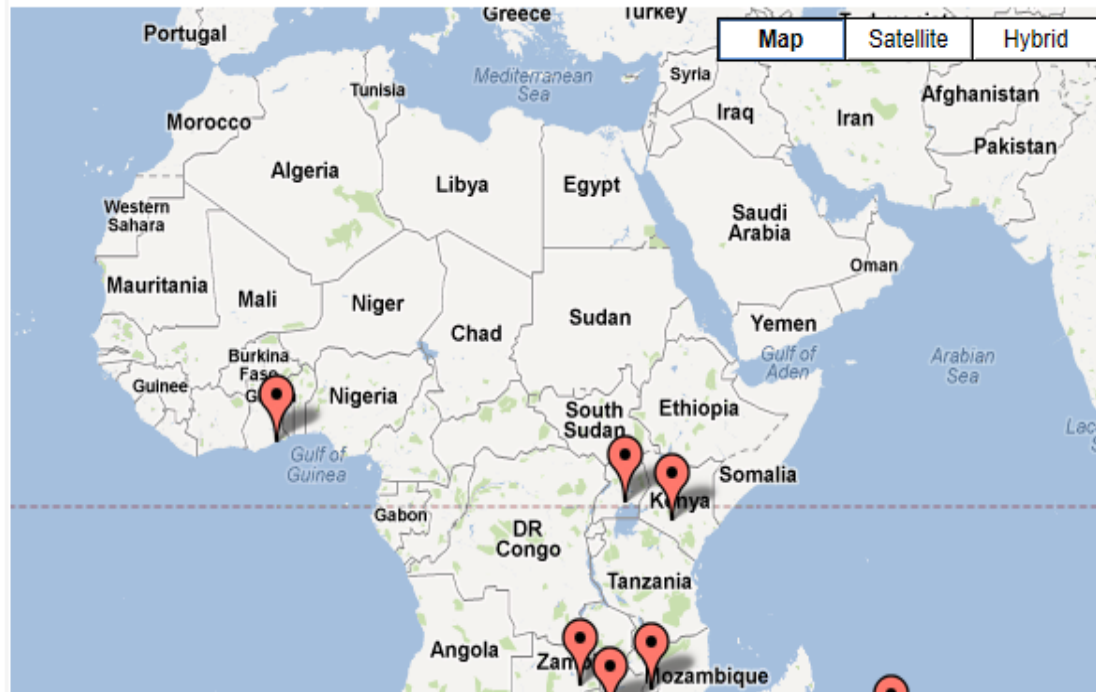 Portugal
Greece
Turkey
Map
Satellite
Hybrid
Mediterranean
Sea
Syria
Tunisia
Afghanistan
Iraq
Iran
Morocco
Pakistan
Algeria
Libya
Egypt
Western
Sahara
Saudi
Arabia
Oman
Mauritania
Mali
Niger
Chad
Sudan
Yemen
Gulf of
Aden
Arabian
Sea
Burkina
Faso
Guinee
Nigeria
South
Sudan
Ethiopia
Gulf of
Guinea
Somalia
Kenya
Gabon
DR
Congo
Tanzania
Angola
Mozambique